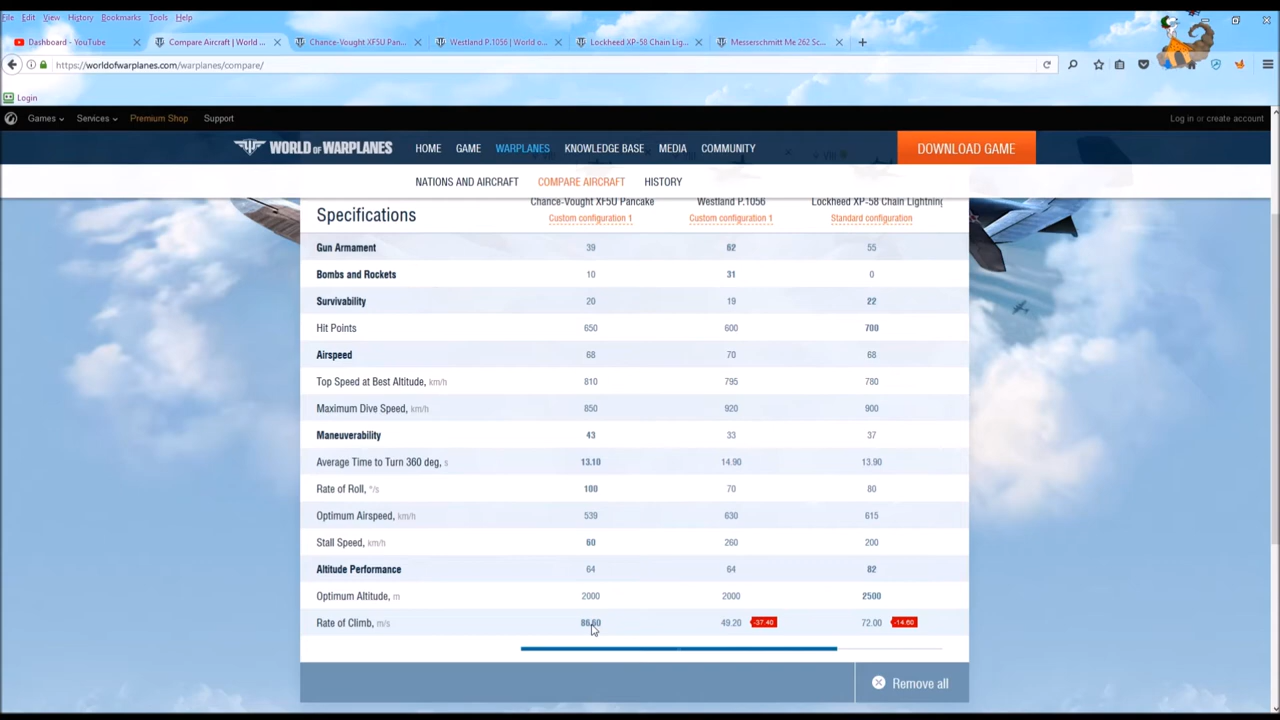 File Edit View History Bookmarks Tools Help
Dashboard - YouTube Compare Aircraft | World ... Chance-Vought XF5U Pan... Westland P.1056 | World o... Lockheed XP-58 Chain Lig... Messerschmitt Me 262 Sc...
https://worldofwarplanes.com/warplanes/compare/
Login
Games Services Premium Shop Support Log in or create account
WORLD OF WARPLANES HOME GAME WARPLANES KNOWLEDGE BASE MEDIA COMMUNITY DOWNLOAD GAME
NATIONS AND AIRCRAFT COMPARE AIRCRAFT HISTORY
Chance-Vought XF5U Pancake Westland P.1056 Lockheed XP-58 Chain Lightning
Specifications Custom configuration 1 Custom configuration 1 Standard configuration
Gun Armament 39 62 55
Bombs and Rockets 10 31 0
Survivability 20 19 22
Hit Points 650 600 700
Airspeed 68 70 68
Top Speed at Best Altitude, km/h 810 795 780
Maximum Dive Speed, km/h 850 920 900
Maneuverability 43 33 37
Average Time to Turn 360 deg, s 13.10 14.90 13.90
Rate of Roll, °/s 100 70 80
Optimum Airspeed, km/h 539 630 615
Stall Speed, km/h 60 260 200
Altitude Performance 64 64 82
Optimum Altitude, m 2000 2000 2500
Rate of Climb, m/s 86.60 49.20 -37.40 72.00 -14.60
Remove all